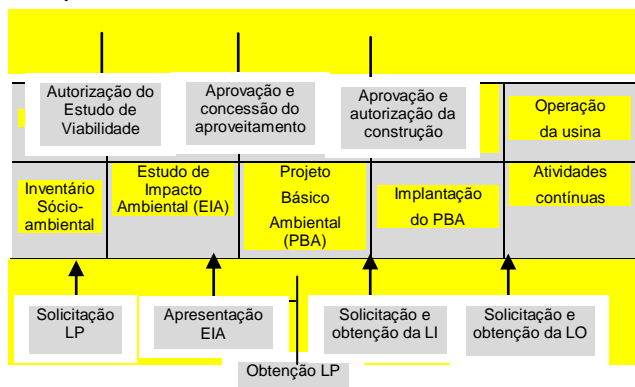 Autorização do
Estudo de
Viabilidade
Aprovação e
concessão do
aproveitamento
Aprovação e
autorização da
construção
Operação
da usina
Inventário
Sócio-
ambiental
Estudo de
Impacto
Ambiental (EIA)
Projeto
Básico
Ambiental
(PBA)
Implantação
do PBA
Atividades
contínuas
Solicitação
LP
Apresentação
EIA
Solicitação e
obtenção da LI
Solicitação e
obtenção da LO
Obtenção LP